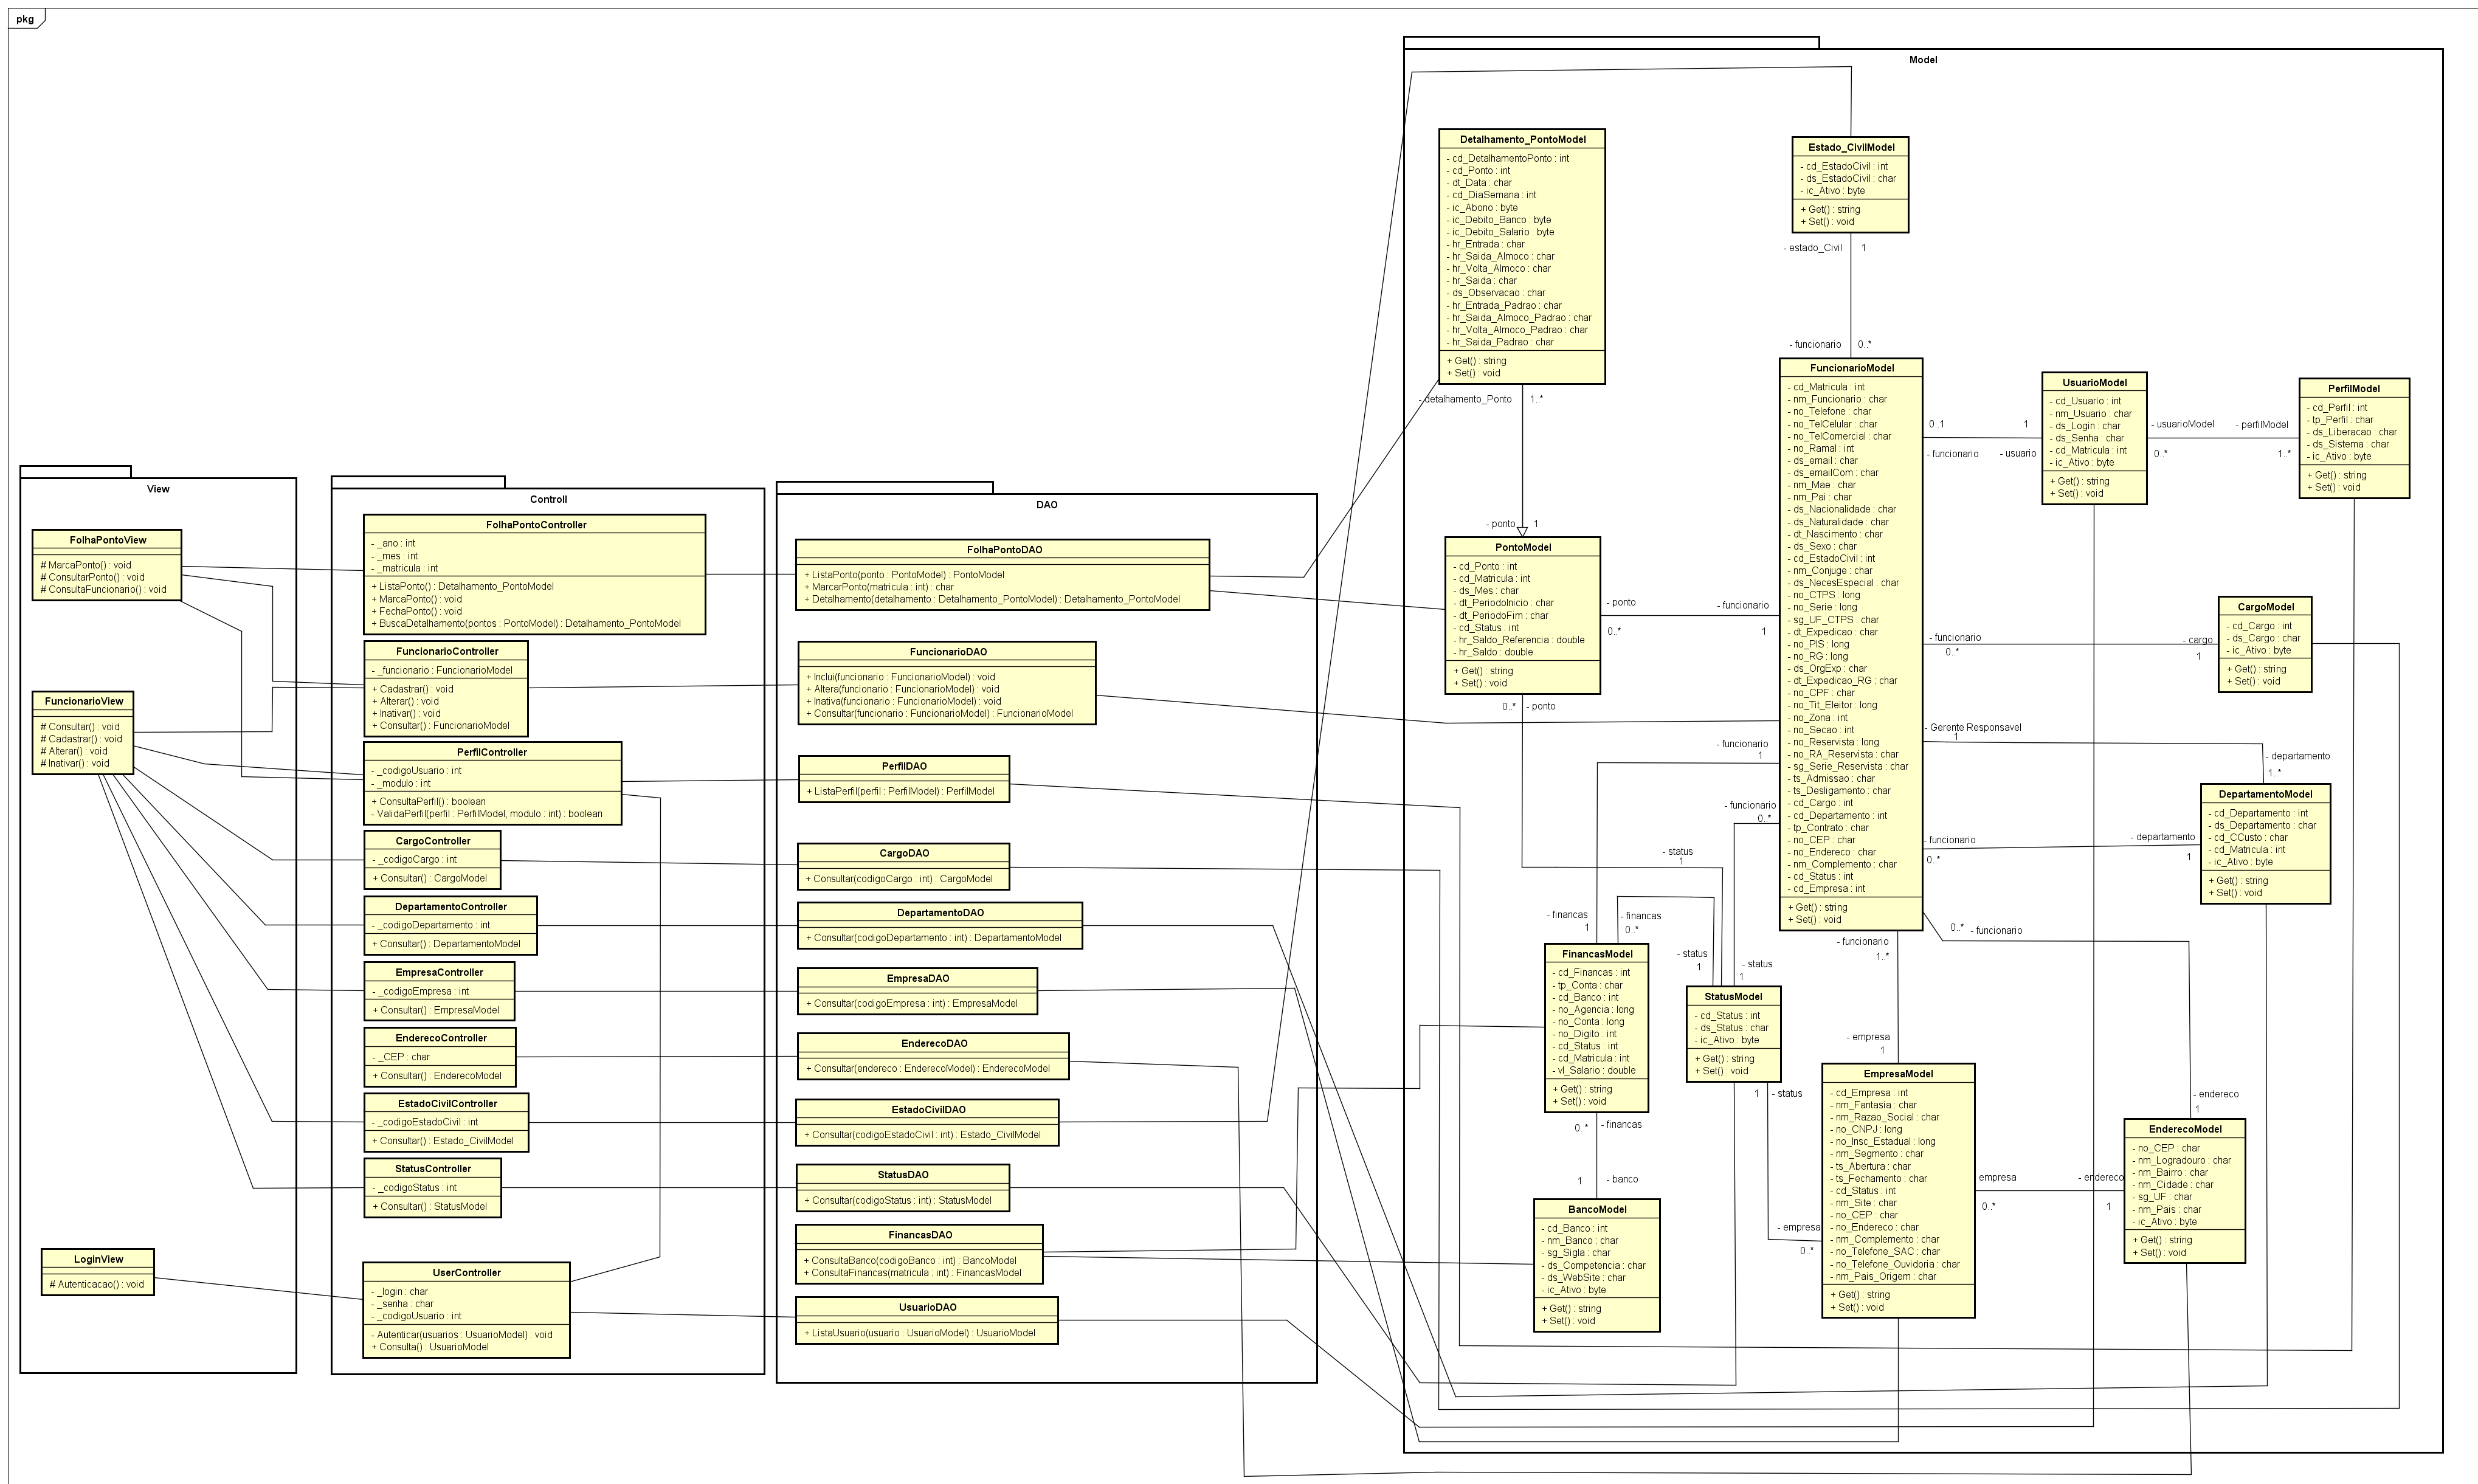 pkg
View
FolhaPontoView
# MarcaPonto() : void
# ConsultarPonto() : void
# ConsultaFuncionario() : void
FuncionarioView
# Consultar() : void
# Cadastrar() : void
# Alterar() : void
# Inativar() : void
LoginView
# Autenticacao() : void
Controll
FolhaPontoController
- _ano : int
- _mes : int
- _matricula : int
+ ListaPonto() : Detalhamento_PontoModel
+ MarcaPonto() : void
+ FechaPonto() : void
+ BuscaDetalhamento(pontos : PontoModel) : Detalhamento_PontoModel
FuncionarioController
- _funcionario : FuncionarioModel
+ Cadastrar() : void
+ Alterar() : void
+ Inativar() : void
+ Consultar() : FuncionarioModel
PerfilController
- _codigoUsuario : int
- _modulo : int
+ ConsultaPerfil() : boolean
- ValidaPerfil(perfil : PerfilModel, modulo : int) : boolean
CargoController
- _codigoCargo : int
+ Consultar() : CargoModel
DepartamentoController
- _codigoDepartamento : int
+ Consultar() : DepartamentoModel
EmpresaController
- _codigoEmpresa : int
+ Consultar() : EmpresaModel
EnderecoController
- _CEP : char
+ Consultar() : EnderecoModel
EstadoCivilController
- _codigoEstadoCivil : int
+ Consultar() : Estado_CivilModel
StatusController
- _codigoStatus : int
+ Consultar() : StatusModel
UserController
- _login : char
- _senha : char
- _codigoUsuario : int
- Autenticar(usuarios : UsuarioModel) : void
+ Consulta() : UsuarioModel
DAO
FolhaPontoDAO
+ ListaPonto(ponto : PontoModel) : PontoModel
+ MarcarPonto(matricula : int) : char
+ Detalhamento(detalhamento : Detalhamento_PontoModel) : Detalhamento_PontoModel
FuncionarioDAO
+ Inclui(funcionario : FuncionarioModel) : void
+ Altera(funcionario : FuncionarioModel) : void
+ Inativa(funcionario : FuncionarioModel) : void
+ Consultar(funcionario : FuncionarioModel) : FuncionarioModel
PerfilDAO
+ ListaPerfil(perfil : PerfilModel) : PerfilModel
CargoDAO
+ Consultar(codigoCargo : int) : CargoModel
DepartamentoDAO
+ Consultar(codigoDepartamento : int) : DepartamentoModel
EmpresaDAO
+ Consultar(codigoEmpresa : int) : EmpresaModel
EnderecoDAO
+ Consultar(endereco : EnderecoModel) : EnderecoModel
EstadoCivilDAO
+ Consultar(codigoEstadoCivil : int) : Estado_CivilModel
StatusDAO
+ Consultar(codigoStatus : int) : StatusModel
FinancasDAO
+ ConsultaBanco(codigoBanco : int) : BancoModel
+ ConsultaFinancas(matricula : int) : FinancasModel
UsuarioDAO
+ ListaUsuario(usuario : UsuarioModel) : UsuarioModel
Model
Detalhamento_PontoModel
- cd_DetalhamentoPonto : int
- cd_Ponto : int
- dt_Data : char
- cd_DiaSemana : int
- ic_Abono : byte
- ic_Debito_Banco : byte
- ic_Debito_Salario : byte
- hr_Entrada : char
- hr_Saida_Almoco : char
- hr_Volta_Almoco : char
- hr_Saida : char
- ds_Observacao : char
- hr_Entrada_Padrao : char
- hr_Saida_Almoco_Padrao : char
- hr_Volta_Almoco_Padrao : char
- hr_Saida_Padrao : char
+ Get() : string
+ Set() : void
- detalhamento_Ponto
1..*
- ponto
1
PontoModel
- cd_Ponto : int
- cd_Matricula : int
- ds_Mes : char
- dt_PeriodoInicio : char
- dt_PeriodoFim : char
- cd_Status : int
- hr_Saldo_Referencia : double
- hr_Saldo : double
+ Get() : string
+ Set() : void
- ponto
0..*
- funcionario
1
0..*
- ponto
Estado_CivilModel
- cd_EstadoCivil : int
- ds_EstadoCivil : char
- ic_Ativo : byte
+ Get() : string
+ Set() : void
- estado_Civil
1
- funcionario
0..*
FuncionarioModel
- cd_Matricula : int
- nm_Funcionario : char
- no_Telefone : char
- no_TelCelular : char
- no_TelComercial : char
- no_Ramal : int
- ds_email : char
- ds_emailCom : char
- nm_Mae : char
- nm_Pai : char
- ds_Nacionalidade : char
- ds_Naturalidade : char
- dt_Nascimento : char
- ds_Sexo : char
- cd_EstadoCivil : int
- nm_Conjuge : char
- ds_NecesEspecial : char
- no_CTPS : long
- no_Serie : long
- sg_UF_CTPS : char
- dt_Expedicao : char
- no_PIS : long
- no_RG : long
- ds_OrgExp : char
- dt_Expedicao_RG : char
- no_CPF : char
- no_Tit_Eleitor : long
- no_Zona : int
- no_Secao : int
- no_Reservista : long
- no_RA_Reservista : char
- sg_Serie_Reservista : char
- ts_Admissao : char
- ts_Desligamento : char
- cd_Cargo : int
- cd_Departamento : int
- tp_Contrato : char
- no_CEP : char
- no_Endereco : char
- nm_Complemento : char
- cd_Status : int
- cd_Empresa : int
+ Get() : string
+ Set() : void
0..1
1
- funcionario
- usuario
UsuarioModel
- cd_Usuario : int
- nm_Usuario : char
- ds_Login : char
- ds_Senha : char
- cd_Matricula : int
- ic_Ativo : byte
+ Get() : string
+ Set() : void
- usuarioModel
- perfilModel
0..*
1..*
PerfilModel
- cd_Perfil : int
- tp_Perfil : char
- ds_Liberacao : char
- ds_Sistema : char
- ic_Ativo : byte
+ Get() : string
+ Set() : void
- funcionario
0..*
- cargo
1
CargoModel
- cd_Cargo : int
- ds_Cargo : char
- ic_Ativo : byte
+ Get() : string
+ Set() : void
- Gerente Responsavel
1
- departamento
1..*
DepartamentoModel
- cd_Departamento : int
- ds_Departamento : char
- cd_CCusto : char
- cd_Matricula : int
- ic_Ativo : byte
+ Get() : string
+ Set() : void
- funcionario
0..*
- departamento
1
- funcionario
1
- funcionario
0..*
- status
1
- financas
1
- financas
0..*
- status
1
- status
1
FinancasModel
- cd_Financas : int
- tp_Conta : char
- cd_Banco : int
- no_Agencia : long
- no_Conta : long
- no_Digito : int
- cd_Status : int
- cd_Matricula : int
- vl_Salario : double
+ Get() : string
+ Set() : void
0..*
- financas
1
- banco
BancoModel
- cd_Banco : int
- nm_Banco : char
- sg_Sigla : char
- ds_Competencia : char
- ds_WebSite : char
- ic_Ativo : byte
+ Get() : string
+ Set() : void
StatusModel
- cd_Status : int
- ds_Status : char
- ic_Ativo : byte
+ Get() : string
+ Set() : void
1
- status
- empresa
0..*
- funcionario
1..*
- empresa
1
EmpresaModel
- cd_Empresa : int
- nm_Fantasia : char
- nm_Razao_Social : char
- no_CNPJ : long
- no_Insc_Estadual : long
- nm_Segmento : char
- ts_Abertura : char
- ts_Fechamento : char
- cd_Status : int
- nm_Site : char
- no_CEP : char
- no_Endereco : char
- nm_Complemento : char
- no_Telefone_SAC : char
- no_Telefone_Ouvidoria : char
- nm_Pais_Origem : char
+ Get() : string
+ Set() : void
0..*
- funcionario
- endereco
1
empresa
0..*
- endereco
1
EnderecoModel
- no_CEP : char
- nm_Logradouro : char
- nm_Bairro : char
- nm_Cidade : char
- sg_UF : char
- nm_Pais : char
- ic_Ativo : byte
+ Get() : string
+ Set() : void